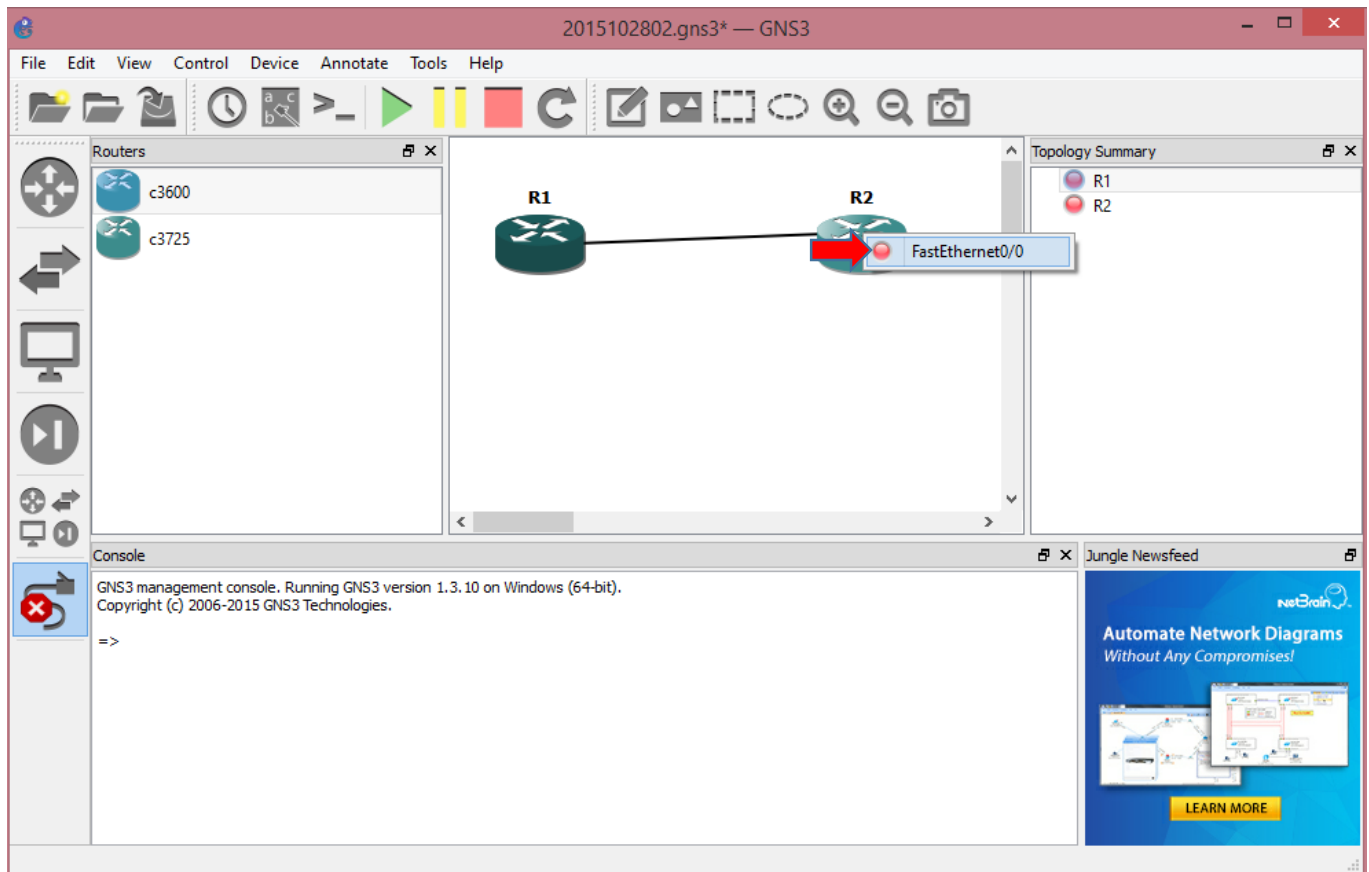 2015102802.gns3* — GNS3
File Edit View Control Device Annotate Tools Help
Routers
c3600
c3725
R1
R2
FastEthernet0/0
Topology Summary
R1
R2
Console
GNS3 management console. Running GNS3 version 1.3.10 on Windows (64-bit).
Copyright (c) 2006-2015 GNS3 Technologies.
=>
Jungle Newsfeed
NetBrain
Automate Network Diagrams
Without Any Compromises!
LEARN MORE